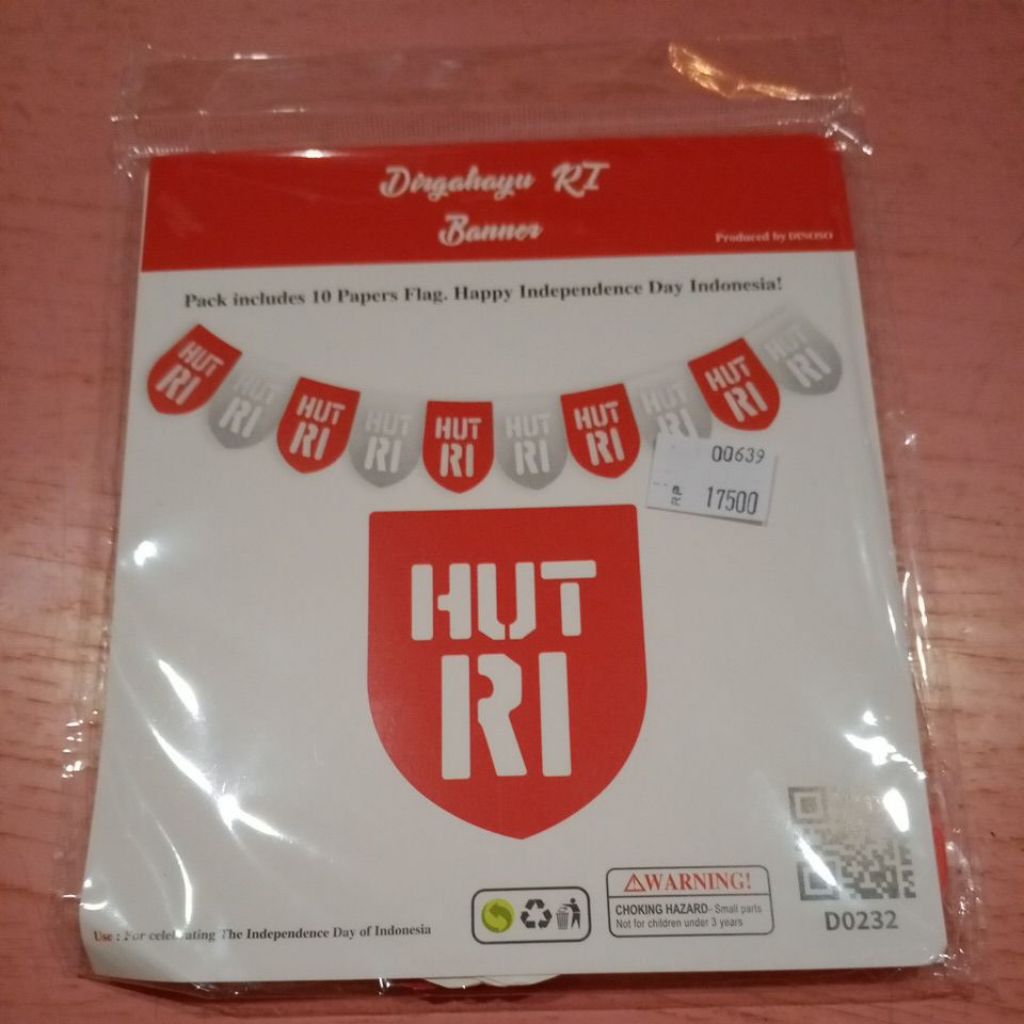 Dirgahayu RI
Banner
Produced by DINOSO
Pack includes 10 Papers Flag. Happy Independence Day Indonesia!
HUT
RI
HUT
RI
HUT
RI
HUT
RI
HUT
RI
HUT
RI
HUT
RI
HUT
RI
HUT
RI
HUT
RI
00639
RP 17500
HUT
RI
WARNING!
CHOKING HAZARD- Small parts
Not for children under 3 years
D0232
Use : For celebrating The Independence Day of Indonesia